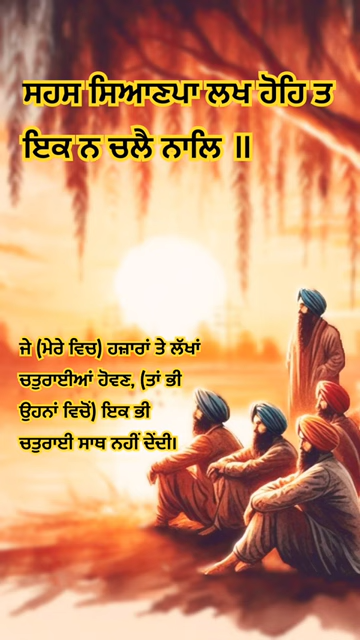 ਸਹਸ ਸਿਆਣਪਾ ਲਖ ਹੋਹਿ ਤ
ਇਕ ਨ ਚਲੈ ਨਾਲਿ ॥
ਜੇ (ਮੇਰੇ ਵਿਚ) ਹਜ਼ਾਰਾਂ ਤੇ ਲੱਖਾਂ
ਚਤੁਰਾਈਆਂ ਹੋਵਣ, (ਤਾਂ ਭੀ
ਉਹਨਾਂ ਵਿਚੋਂ) ਇਕ ਭੀ
ਚਤੁਰਾਈ ਸਾਥ ਨਹੀਂ ਦੇਂਦੀ।